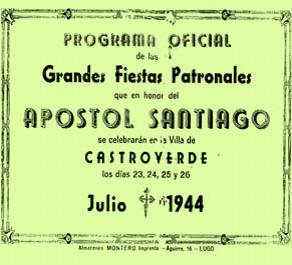 PROGRAMA OFICIAL
de las
Grandes Fiestas Patronales
que en honor del
APOSTOL SANTIAGO
se celebrarán en la Villa de
CASTROVERDE
los días 23, 24, 25 y 26
Julio 1944
Almacenes MONTERO Imprenta - Aguirre, 16 - LUGO